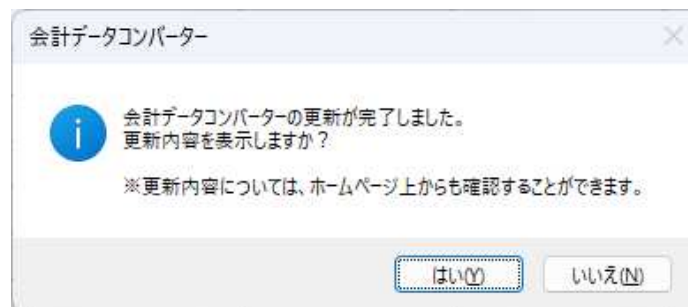 会計データコンバーター
会計データコンバーターの更新が完了しました。
更新内容を表示しますか？
※更新内容については、ホームページ上からも確認することができます。
はい(Y)
いいえ(N)